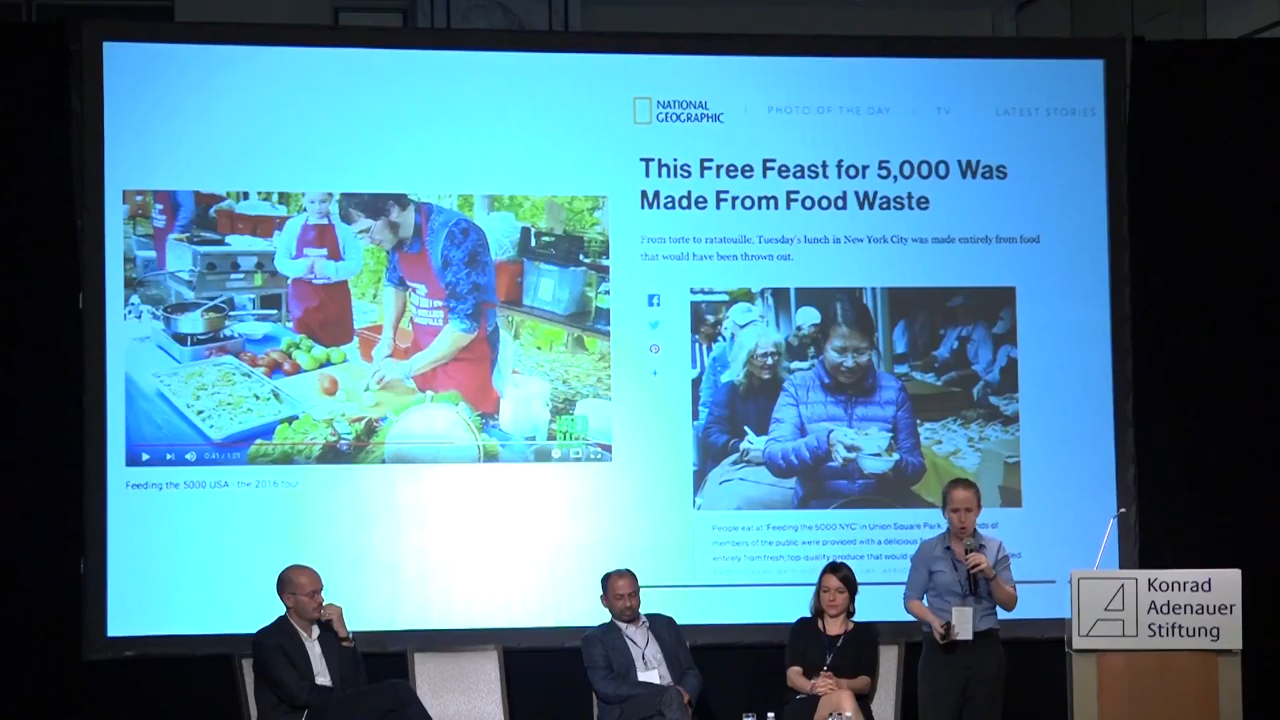 NATIONAL
GEOGRAPHIC
PHOTO OF THE DAY
TV
LATEST STORIES
This Free Feast for 5,000 Was
Made From Food Waste
From torte to ratatouille, Tuesday's lunch in New York City was made entirely from food
that would have been thrown out.
0:41 / 1:01
Feeding the 5000 USA - the 2016 tour
People eat at 'Feeding the 5000 NYC' in Union Square Park.
members of the public were provided with a delicious
entirely from fresh, top-quality produce that would
Konrad
Adenauer
Stiftung